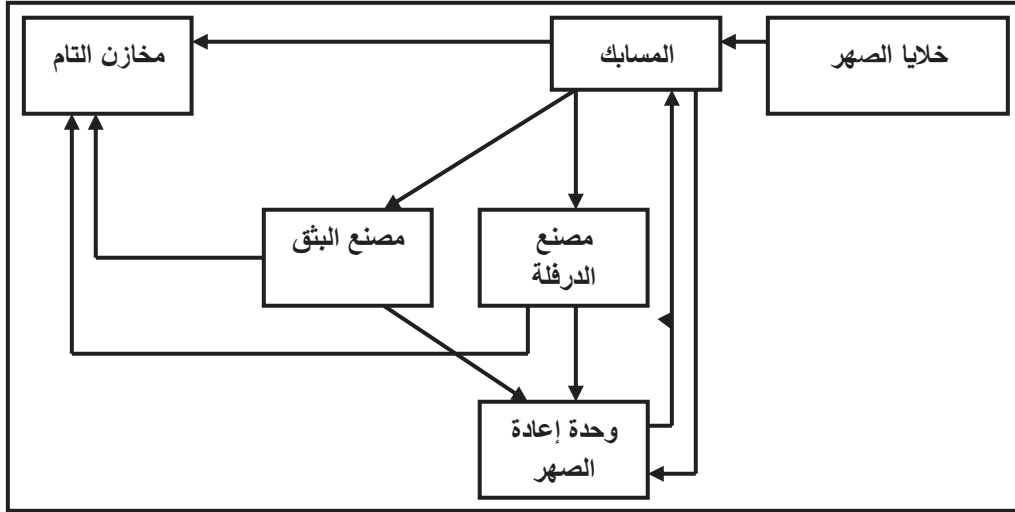 خلايا الصهر
المسابك
مخازن التام
مصنع
الدرفلة
مصنع البثق
وحدة إعادة
الصهر